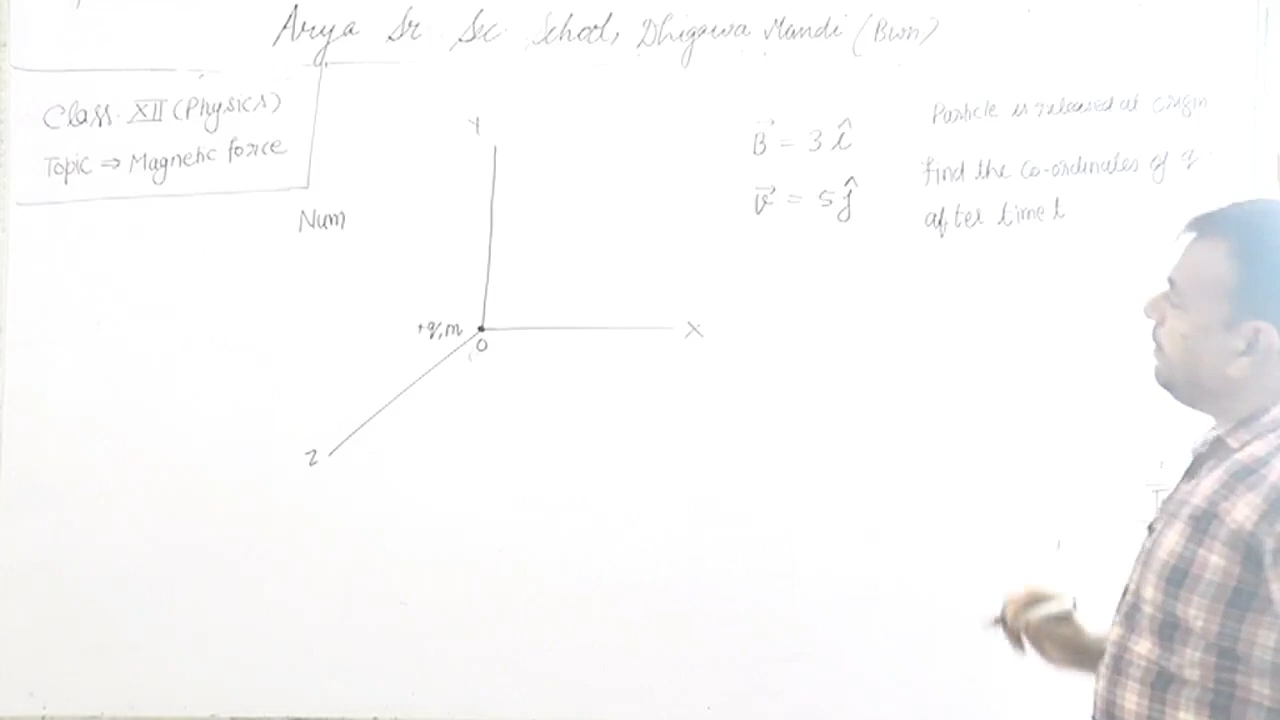 Arya Sr Sec School, Dhigawa Mandi (Bwn)
Class. XII (Physics)
Topic ⇒ Magnetic force
Num
Y
+q,m
O
X
Z
B⃗ = 3 î
v⃗ = 5 ĵ
Particle is released at origin
find the co-ordinates of q
after time t